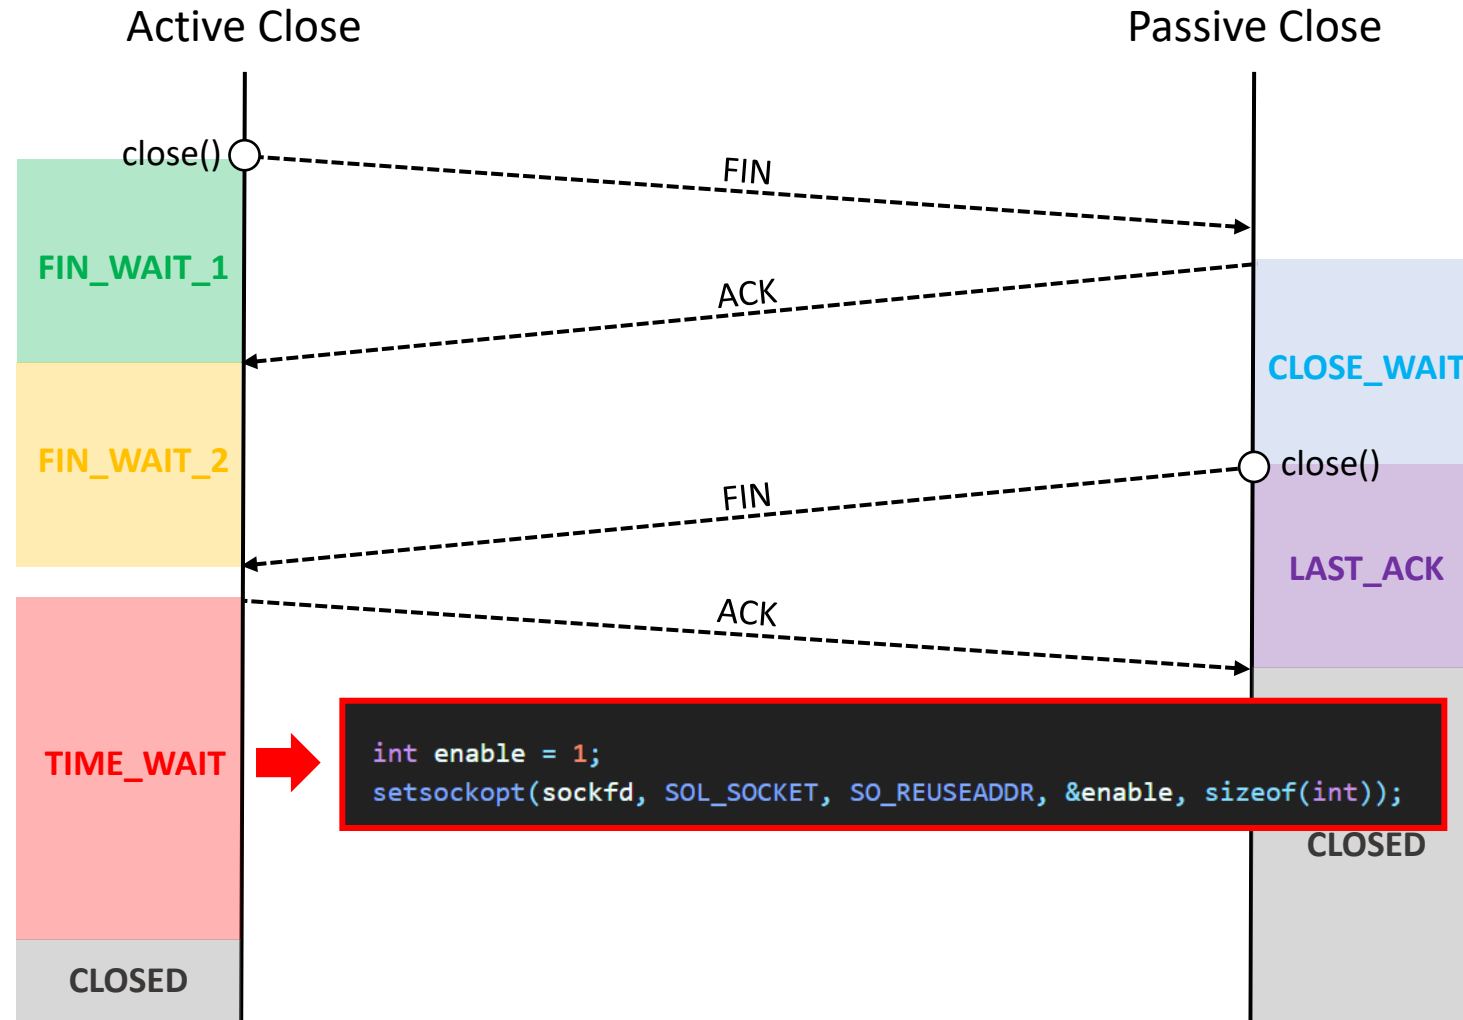 Active Close
Passive Close
close()
FIN
FIN_WAIT_1
ACK
CLOSE_WAIT
FIN_WAIT_2
close()
FIN
LAST_ACK
ACK
TIME_WAIT
int enable = 1;
setsockopt(sockfd, SOL_SOCKET, SO_REUSEADDR, &enable, sizeof(int));
CLOSED
CLOSED